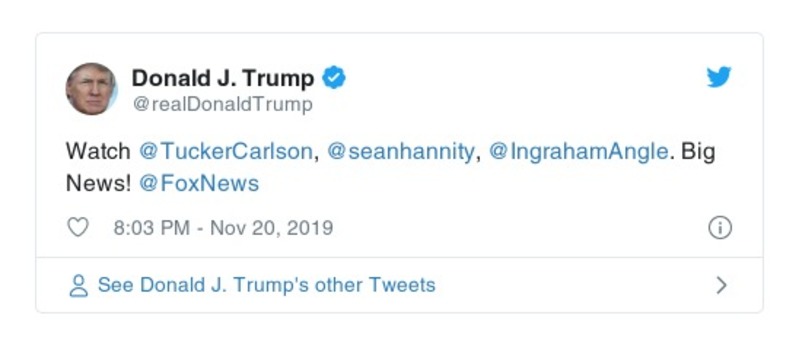 Donald J. Trump
@realDonaldTrump
Watch @TuckerCarlson, @seanhannity, @IngrahamAngle. Big
News! @FoxNews
8:03 PM - Nov 20, 2019
See Donald J. Trump's other Tweets